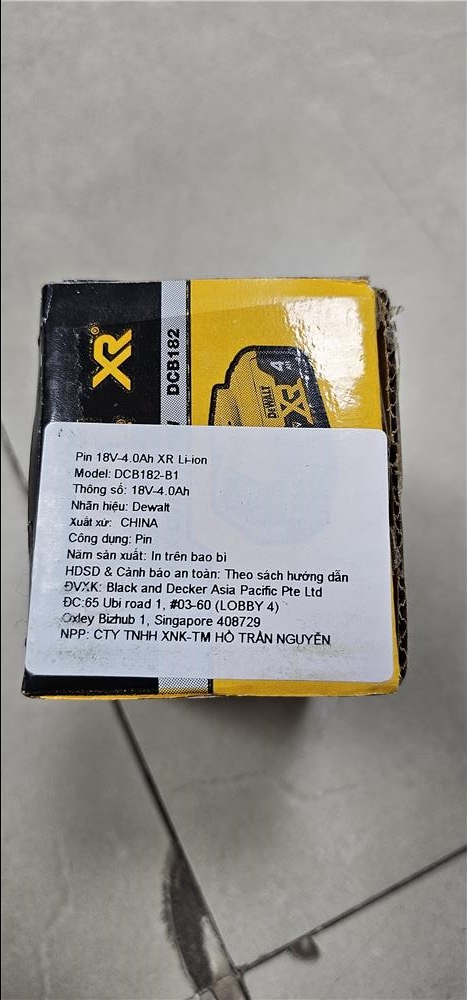 XR
DCB182
4
DEWALT
XR
Pin 18V-4.0Ah XR Li-ion
Model: DCB182-B1
Thông số: 18V-4.0Ah
Nhãn hiệu: Dewalt
Xuất xứ: CHINA
Công dụng: Pin
Năm sản xuất: In trên bao bì
HDSD & Cảnh báo an toàn: Theo sách hướng dẫn
ĐVXK: Black and Decker Asia Pacific Pte Ltd
ĐC:65 Ubi road 1, #03-60 (LOBBY 4)
Oxley Bizhub 1, Singapore 408729
NPP: CTY TNHH XNK-TM HỒ TRẦN NGUYỄN